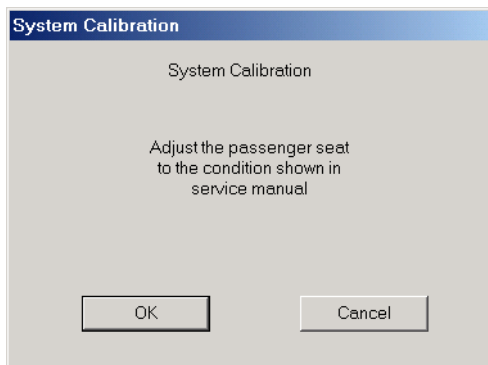 System Calibration
System Calibration
Adjust the passenger seat
to the condition shown in
service manual
OK
Cancel